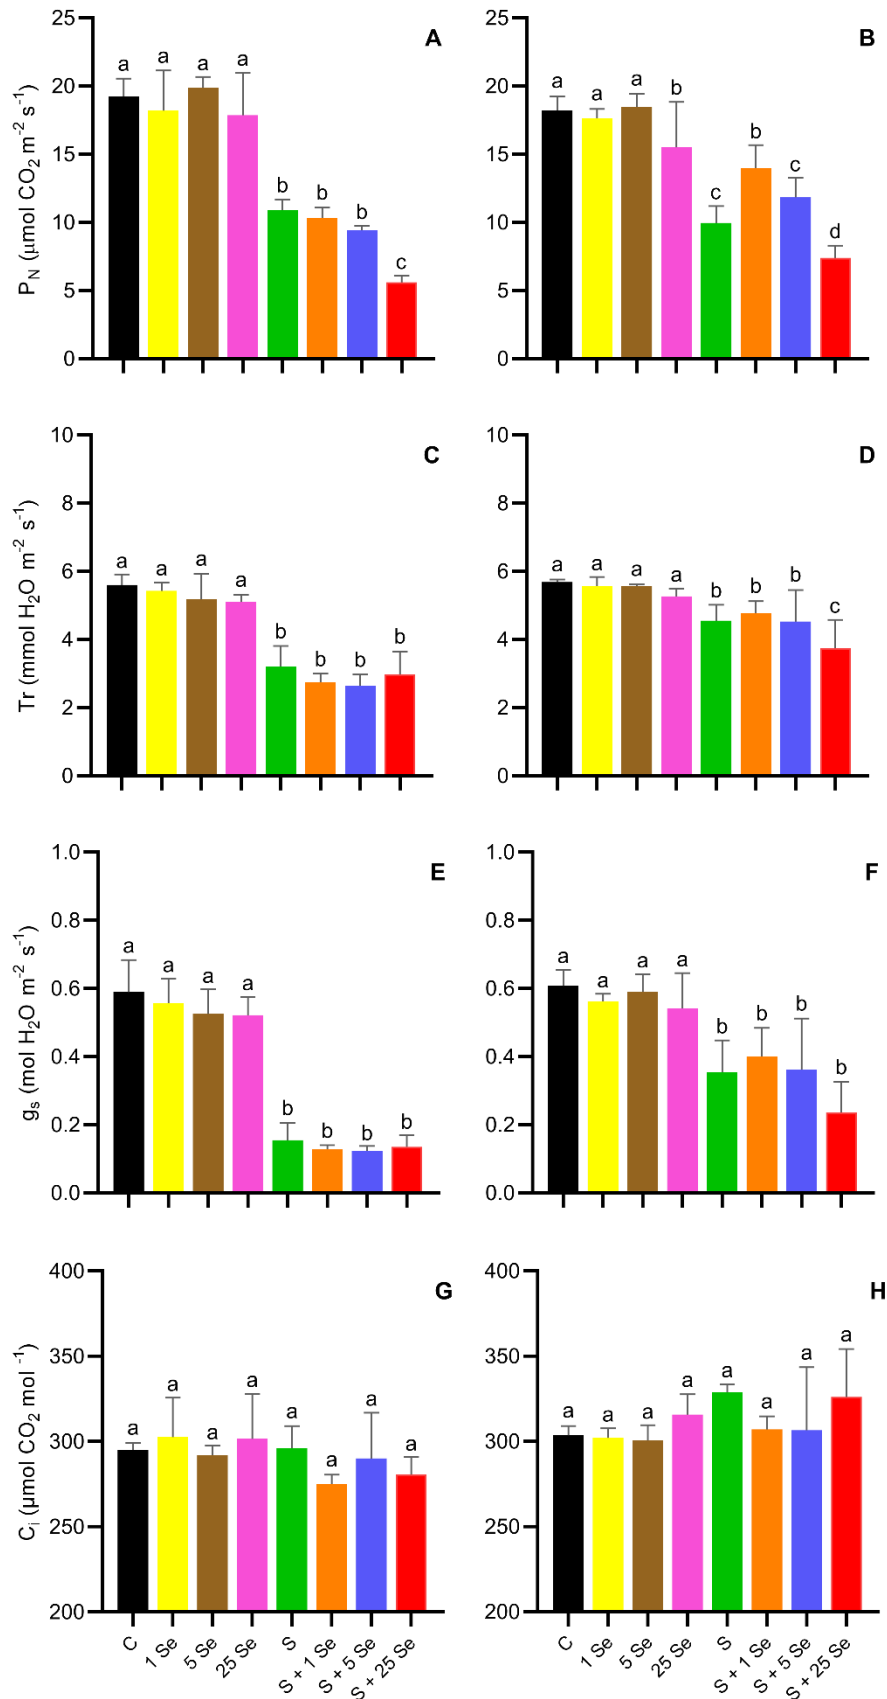 25
20
15
10
5
0
P_N (µmol CO₂ m⁻² s⁻¹)
a a a a b b b c
A
25
20
15
10
5
0
a a a b c b c d
B
10
8
6
4
2
0
Tr (mmol H₂O m⁻² s⁻¹)
a a a a b b b b
C
10
8
6
4
2
0
a a a a b b b c
D
1.0
0.8
0.6
0.4
0.2
0.0
g_s (mol H₂O m⁻² s⁻¹)
a a a a b b b b
E
1.0
0.8
0.6
0.4
0.2
0.0
a a a a b b b b
F
400
350
300
250
200
C_i (µmol CO₂ mol ⁻¹)
a a a a a a a a
G
C
1 Se
5 Se
25 Se
S
S + 1 Se
S + 5 Se
S + 25 Se
400
350
300
250
200
a a a a a a a a
H
C
1 Se
5 Se
25 Se
S
S + 1 Se
S + 5 Se
S + 25 Se